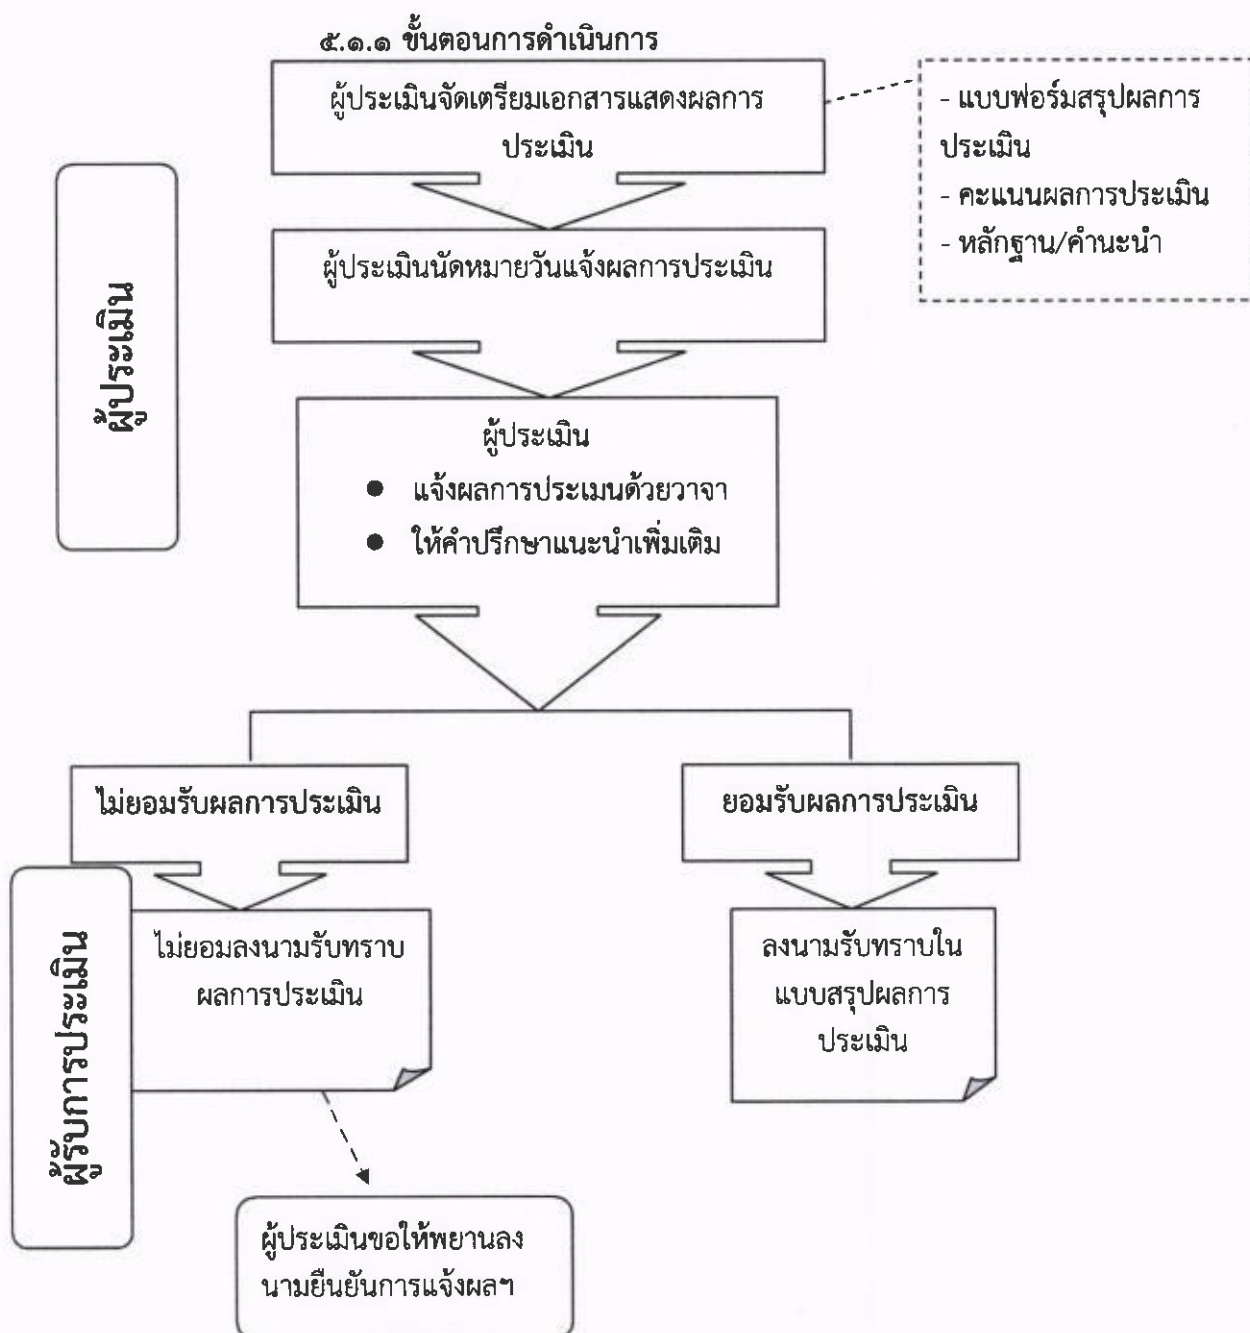 ๕.๑.๑ ขั้นตอนการดำเนินการ
ผู้ประเมินจัดเตรียมเอกสารแสดงผลการ
ประเมิน
- แบบฟอร์มสรุปผลการ
ประเมิน
- คะแนนผลการประเมิน
- หลักฐาน/คำนะนำ
ผู้ประเมินนัดหมายวันแจ้งผลการประเมิน
ผู้ประเมิน
ผู้ประเมิน
● แจ้งผลการประเมนด้วยวาจา
● ให้คำปรึกษาแนะนำเพิ่มเติม
ไม่ยอมรับผลการประเมิน
ยอมรับผลการประเมิน
ผู้รับการประเมิน
ไม่ยอมลงนามรับทราบ
ผลการประเมิน
ลงนามรับทราบใน
แบบสรุปผลการ
ประเมิน
ผู้ประเมินขอให้พยานลง
นามยืนยันการแจ้งผลฯ